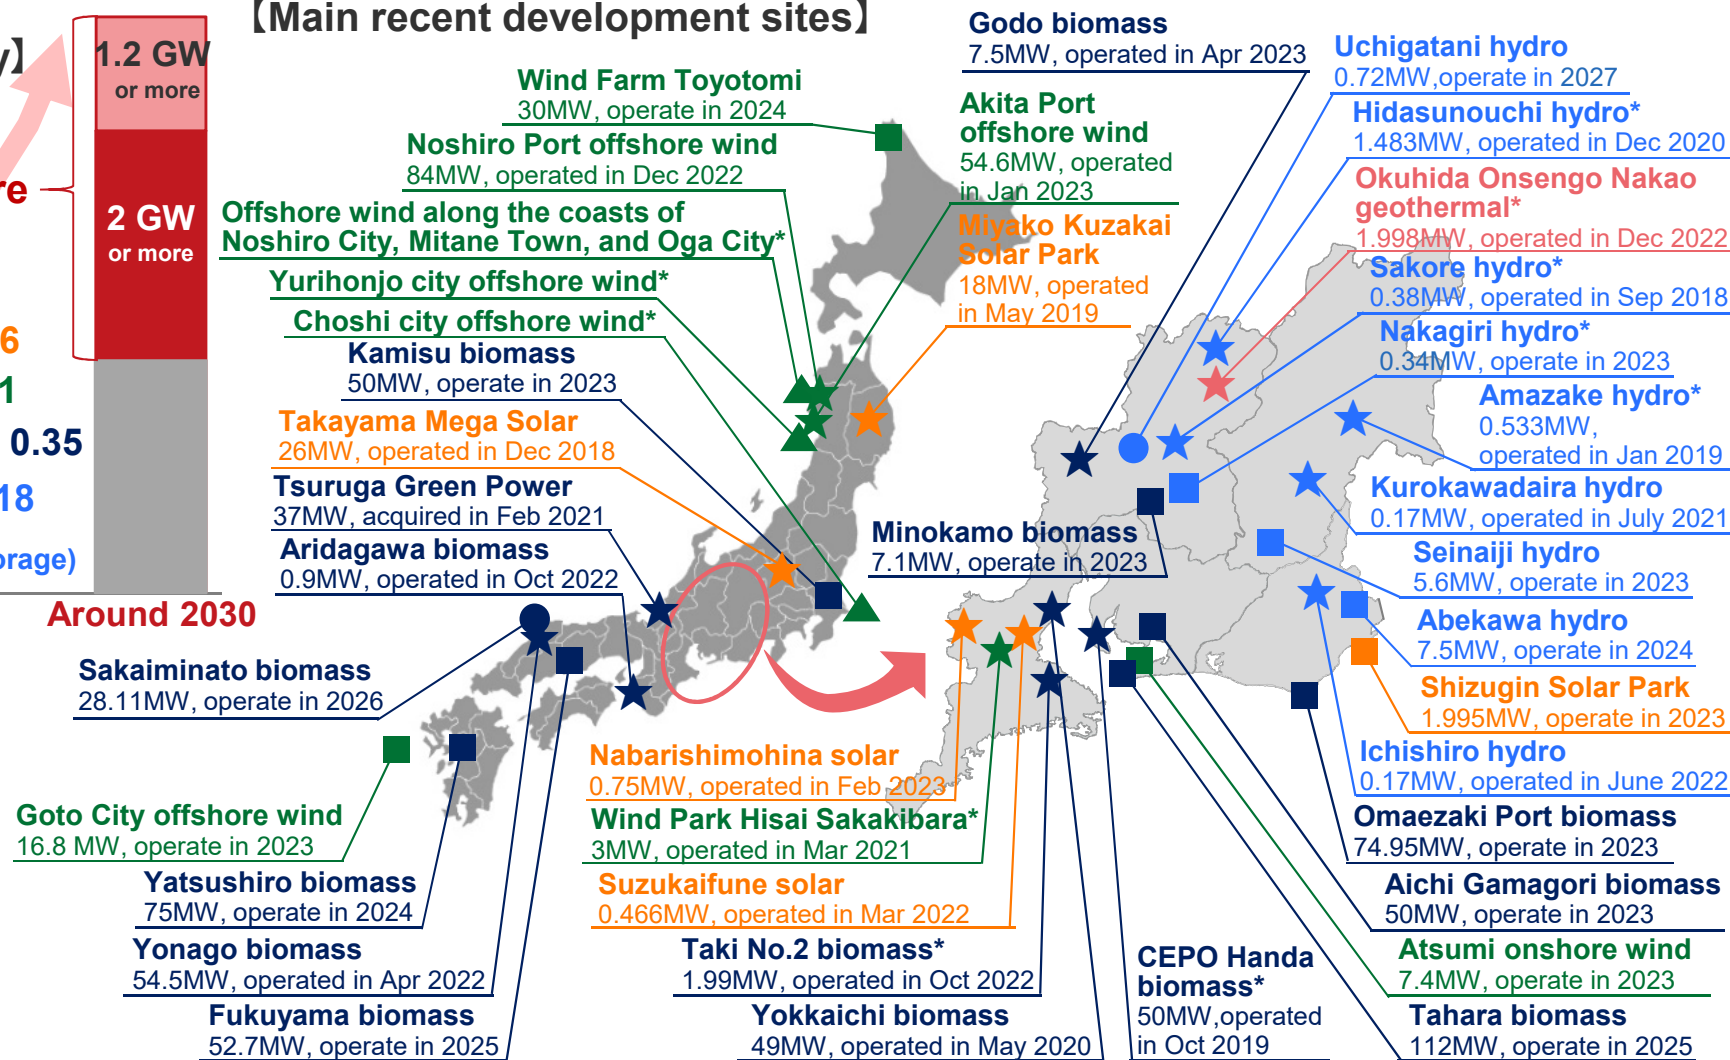 【Main recent development sites】
y】
1.2 GW
or more
re
2 GW
or more
6
1
0.35
18
orage)
Around 2030
Wind Farm Toyotomi
30MW, operate in 2024
Noshiro Port offshore wind
84MW, operated in Dec 2022
Offshore wind along the coasts of
Noshiro City, Mitane Town, and Oga City*
Yurihonjo city offshore wind*
Choshi city offshore wind*
Kamisu biomass
50MW, operate in 2023
Takayama Mega Solar
26MW, operated in Dec 2018
Tsuruga Green Power
37MW, acquired in Feb 2021
Aridagawa biomass
0.9MW, operated in Oct 2022
Sakaiminato biomass
28.11MW, operate in 2026
Goto City offshore wind
16.8 MW, operate in 2023
Yatsushiro biomass
75MW, operate in 2024
Yonago biomass
54.5MW, operated in Apr 2022
Fukuyama biomass
52.7MW, operate in 2025
Godo biomass
7.5MW, operated in Apr 2023
Akita Port
offshore wind
54.6MW, operated
in Jan 2023
Miyako Kuzakai
Solar Park
18MW, operated
in May 2019
Minokamo biomass
7.1MW, operate in 2023
Nabarishimohina solar
0.75MW, operated in Feb 2023
Wind Park Hisai Sakakibara*
3MW, operated in Mar 2021
Suzukaifune solar
0.466MW, operated in Mar 2022
Taki No.2 biomass*
1.99MW, operated in Oct 2022
Yokkaichi biomass
49MW, operated in May 2020
CEPO Handa
biomass*
50MW,operated
in Oct 2019
Uchigatani hydro
0.72MW,operate in 2027
Hidasunouchi hydro*
1.483MW, operated in Dec 2020
Okuhida Onsengo Nakao
geothermal*
1.998MW, operated in Dec 2022
Sakore hydro*
0.38MW, operated in Sep 2018
Nakagiri hydro*
0.34MW, operate in 2023
Amazake hydro*
0.533MW,
operated in Jan 2019
Kurokawadaira hydro
0.17MW, operated in July 2021
Seinaiji hydro
5.6MW, operate in 2023
Abekawa hydro
7.5MW, operate in 2024
Shizugin Solar Park
1.995MW, operate in 2023
Ichishiro hydro
0.17MW, operated in June 2022
Omaezaki Port biomass
74.95MW, operate in 2023
Aichi Gamagori biomass
50MW, operate in 2023
Atsumi onshore wind
7.4MW, operate in 2023
Tahara biomass
112MW, operate in 2025